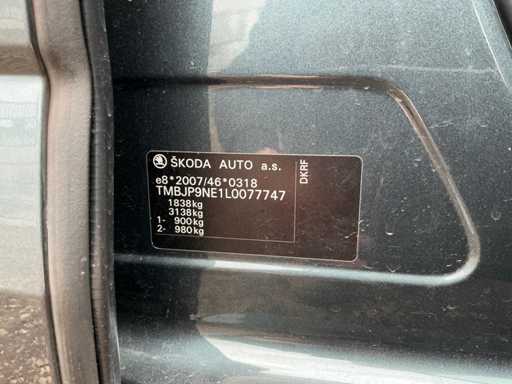 ŠKODA AUTO a.s.
e8*2007/46*0318
TMBJP9NE1L0077747
1838kg
3138kg
1- 900kg
2- 980kg
DKRF